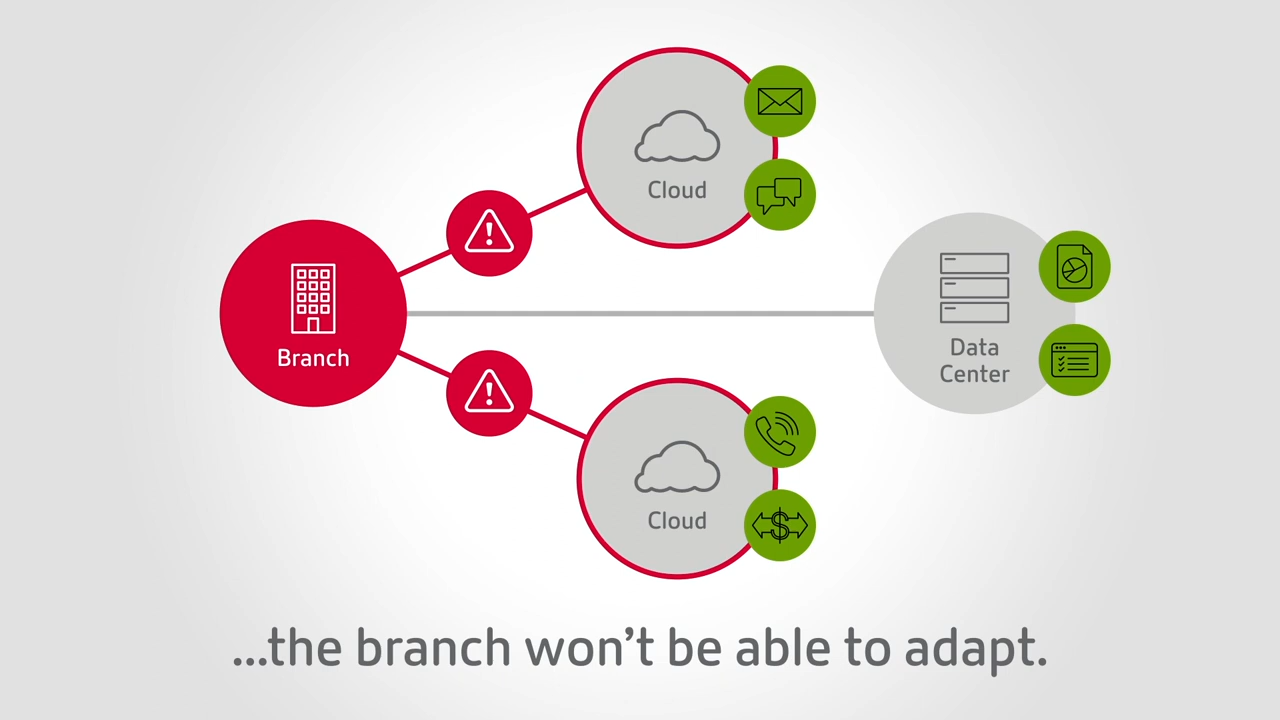 Cloud
Branch
Data
Center
Cloud
...the branch won’t be able to adapt.